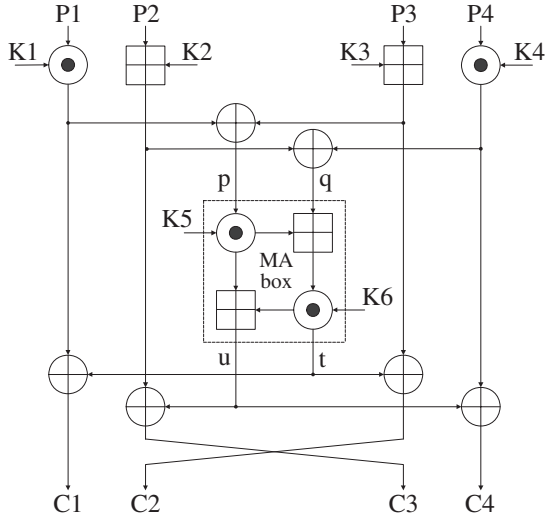 P1 P2 P3 P4
K1 K2 K3 K4
p q
K5
MA
box
K6
u t
C1 C2 C3 C4